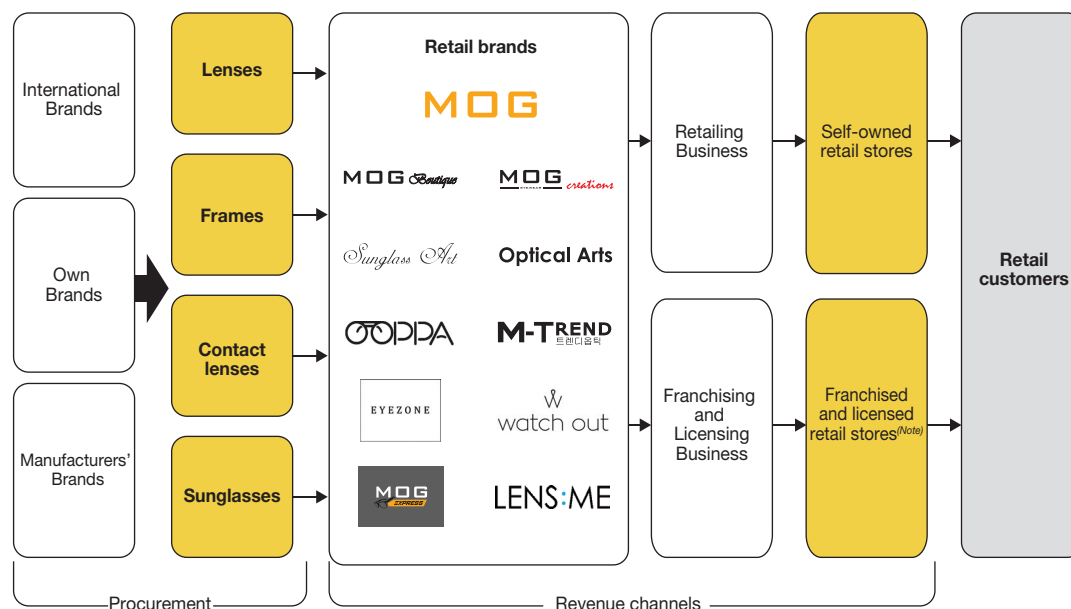 International
Brands
Own
Brands
Manufacturers’
Brands
Lenses
Frames
Contact
lenses
Sunglasses
Retail brands
MOG
MOG Boutique
MOG
EYEWEAR
creations
Sunglass Art
Optical Arts
OOPPA
M-TREND
트렌디옵틱
EYEZONE
watch out
MOG
EXPRESS
LENS:ME
Retailing
Business
Franchising
and
Licensing
Business
Self-owned
retail stores
Franchised
and licensed
retail stores(Note)
Retail
customers
Procurement
Revenue channels